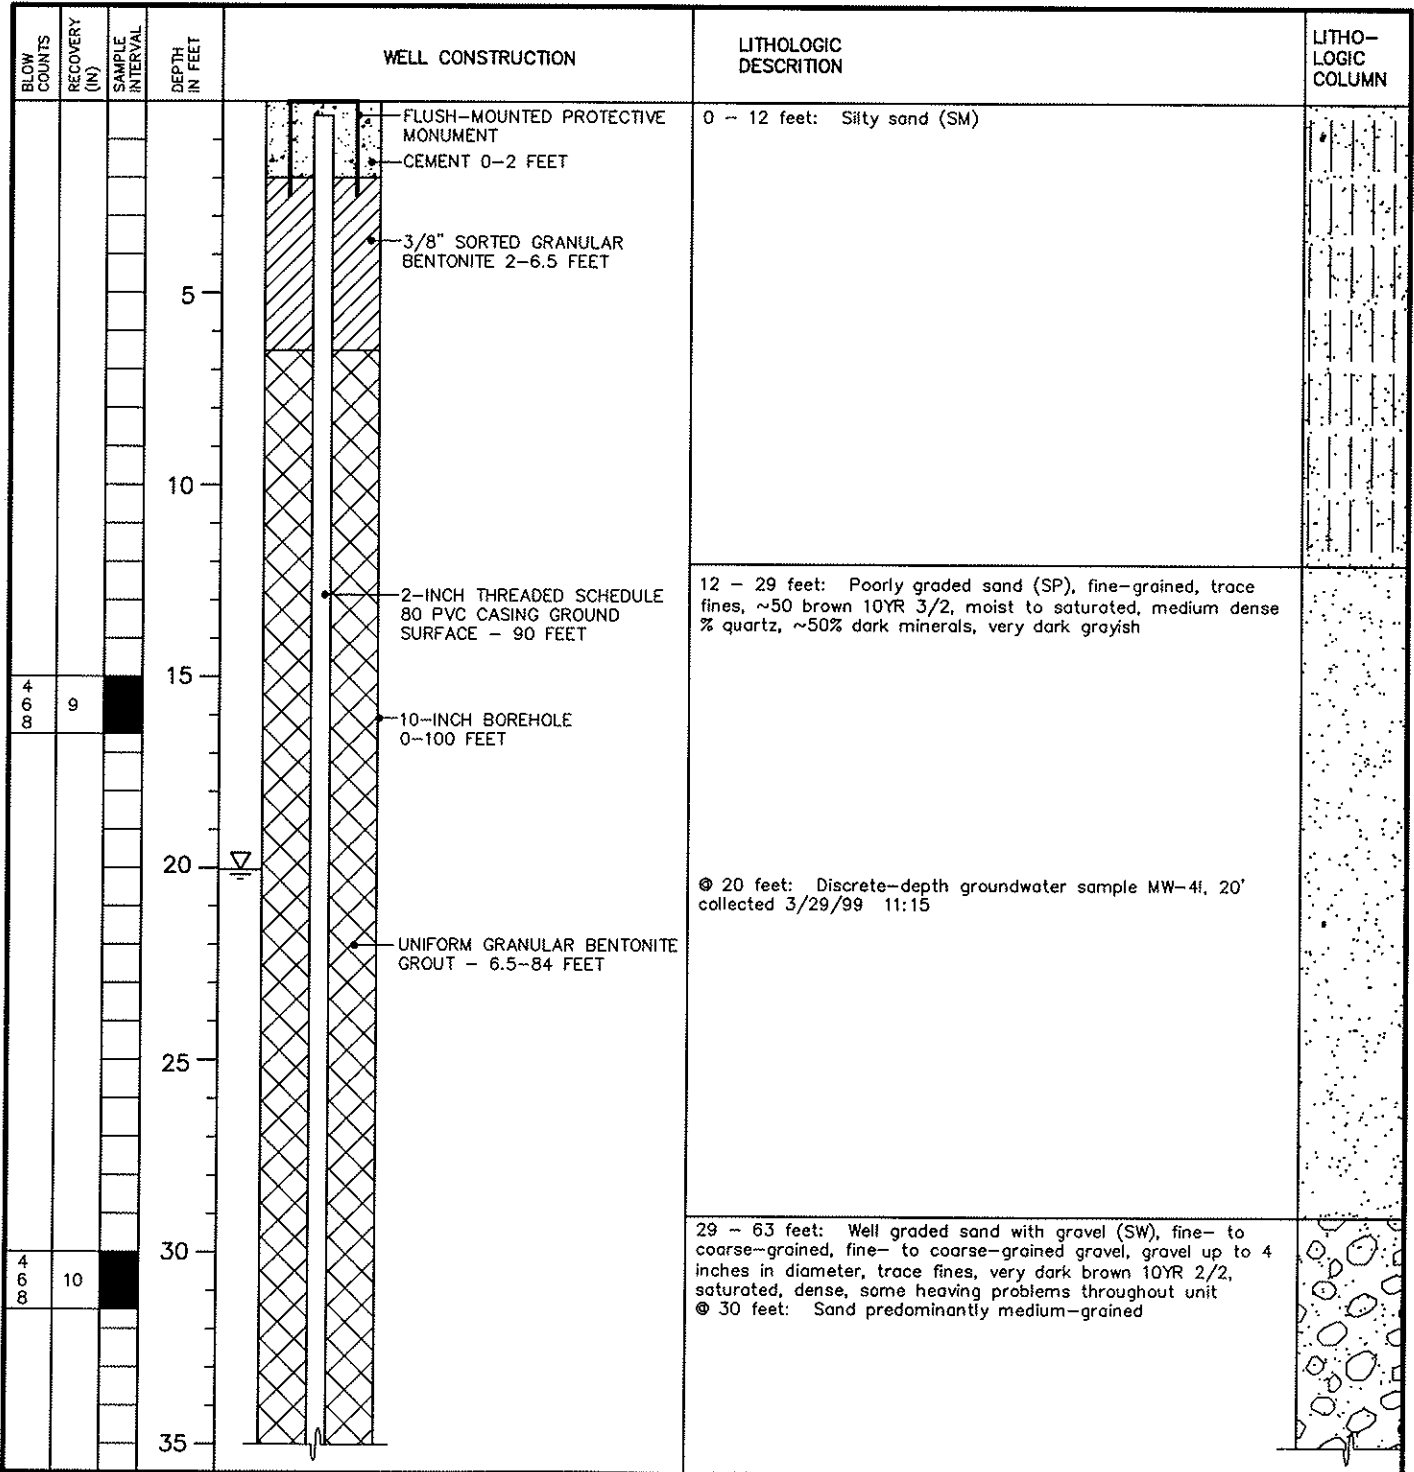 BLOW
COUNTS
RECOVERY
(IN)
SAMPLE
INTERVAL
DEPTH
IN FEET
WELL CONSTRUCTION
LITHOLOGIC
DESCRITION
LITHO-
LOGIC
COLUMN
FLUSH-MOUNTED PROTECTIVE
MONUMENT
CEMENT 0-2 FEET
3/8" SORTED GRANULAR
BENTONITE 2-6.5 FEET
0 - 12 feet: Silty sand (SM)
5
10
2-INCH THREADED SCHEDULE
80 PVC CASING GROUND
SURFACE - 90 FEET
12 - 29 feet: Poorly graded sand (SP), fine-grained, trace
fines, ~50 brown 10YR 3/2, moist to saturated, medium dense
% quartz, ~50% dark minerals, very dark grayish
15
4
6
8
9
10-INCH BOREHOLE
0-100 FEET
20
@ 20 feet: Discrete-depth groundwater sample MW-4I, 20'
collected 3/29/99 11:15
UNIFORM GRANULAR BENTONITE
GROUT - 6.5-84 FEET
25
29 - 63 feet: Well graded sand with gravel (SW), fine- to
coarse-grained, fine- to coarse-grained gravel, gravel up to 4
inches in diameter, trace fines, very dark brown 10YR 2/2,
saturated, dense, some heaving problems throughout unit
@ 30 feet: Sand predominantly medium-grained
30
4
6
8
10
35